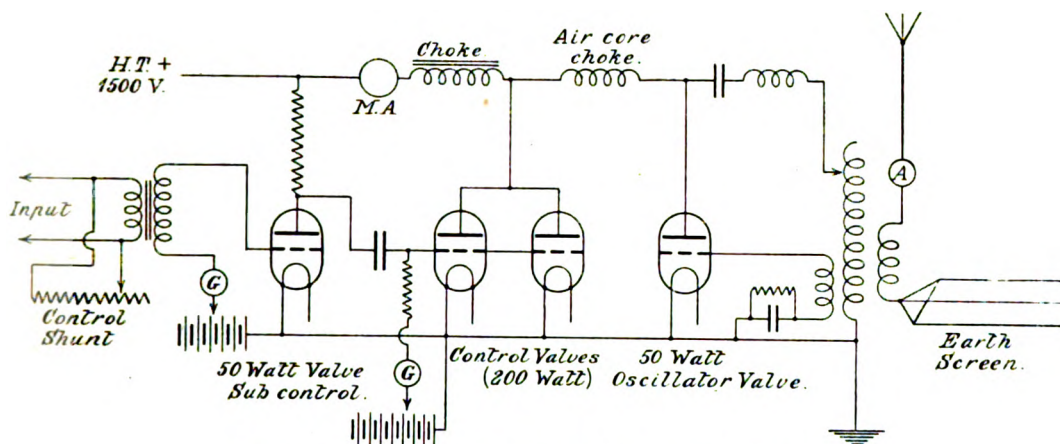 Choke.
Air core
choke.
H.T. +
1500 V.
M.A
A
Input
G
Control
Shunt
50 Watt Valve
Sub control.
G
Control Valves
(200 Watt)
50 Watt
Oscillator Valve.
Earth
Screen.